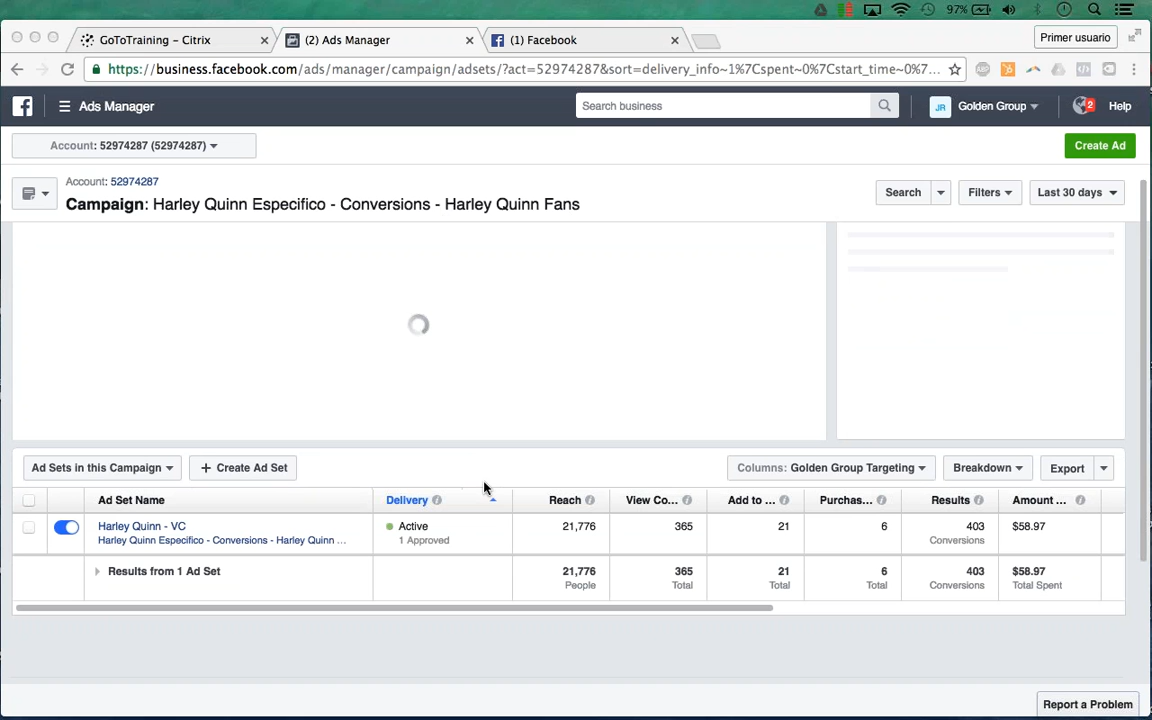 97%
GoToTraining – Citrix
(2) Ads Manager
(1) Facebook
Primer usuario
https://business.facebook.com/ads/manager/campaign/adsets/?act=52974287&sort=delivery_info~1%7Cspent~0%7Cstart_time~0%7...
Ads Manager
Search business
JR
Golden Group
2
Help
Account: 52974287 (52974287)
Create Ad
Account: 52974287
Campaign: Harley Quinn Especifico - Conversions - Harley Quinn Fans
Search
Filters
Last 30 days
Ad Sets in this Campaign
+ Create Ad Set
Columns: Golden Group Targeting
Breakdown
Export
Ad Set Name
Delivery
Reach
View Co...
Add to ...
Purchas...
Results
Amount ...
Harley Quinn - VC
Harley Quinn Especifico - Conversions - Harley Quinn ...
Active
1 Approved
21,776
365
21
6
403
Conversions
$58.97
Results from 1 Ad Set
21,776
People
365
Total
21
Total
6
Total
403
Conversions
$58.97
Total Spent
Report a Problem